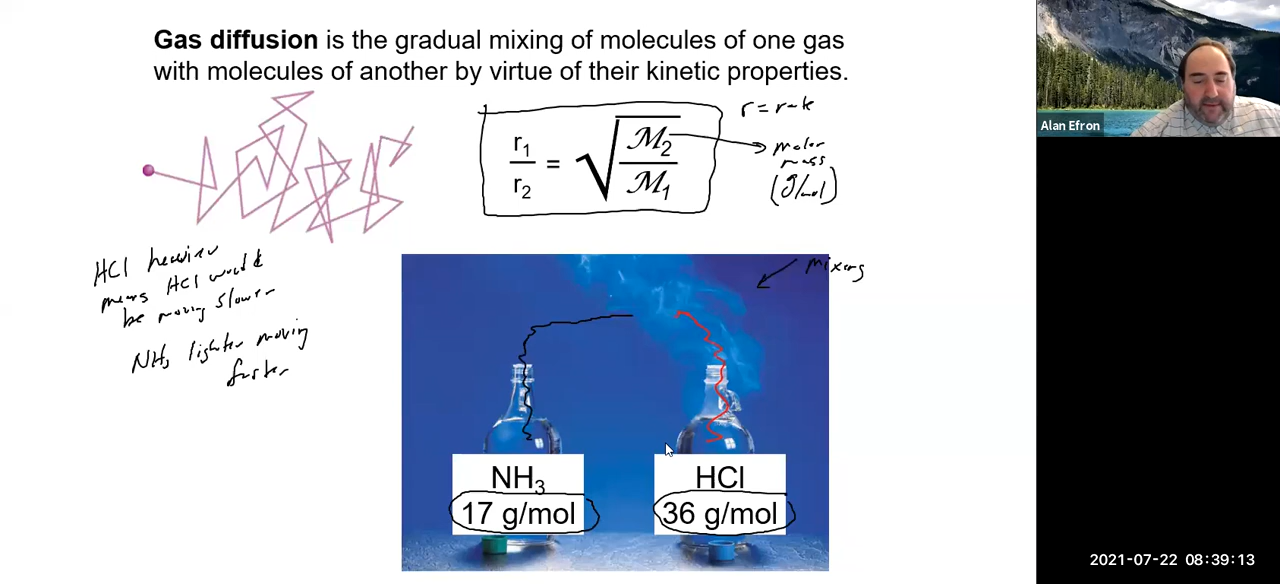 Gas diffusion is the gradual mixing of molecules of one gas
with molecules of another by virtue of their kinetic properties.
r₁
r₂
=
√
ℳ₂
ℳ₁
r = rate
molar
mass
(g/mol)
HCl heavier
means HCl would
be moving slower
NH₃ lighter moving
faster
mixing
NH₃
17 g/mol
HCl
36 g/mol
Alan Efron
2021-07-22 08:39:13